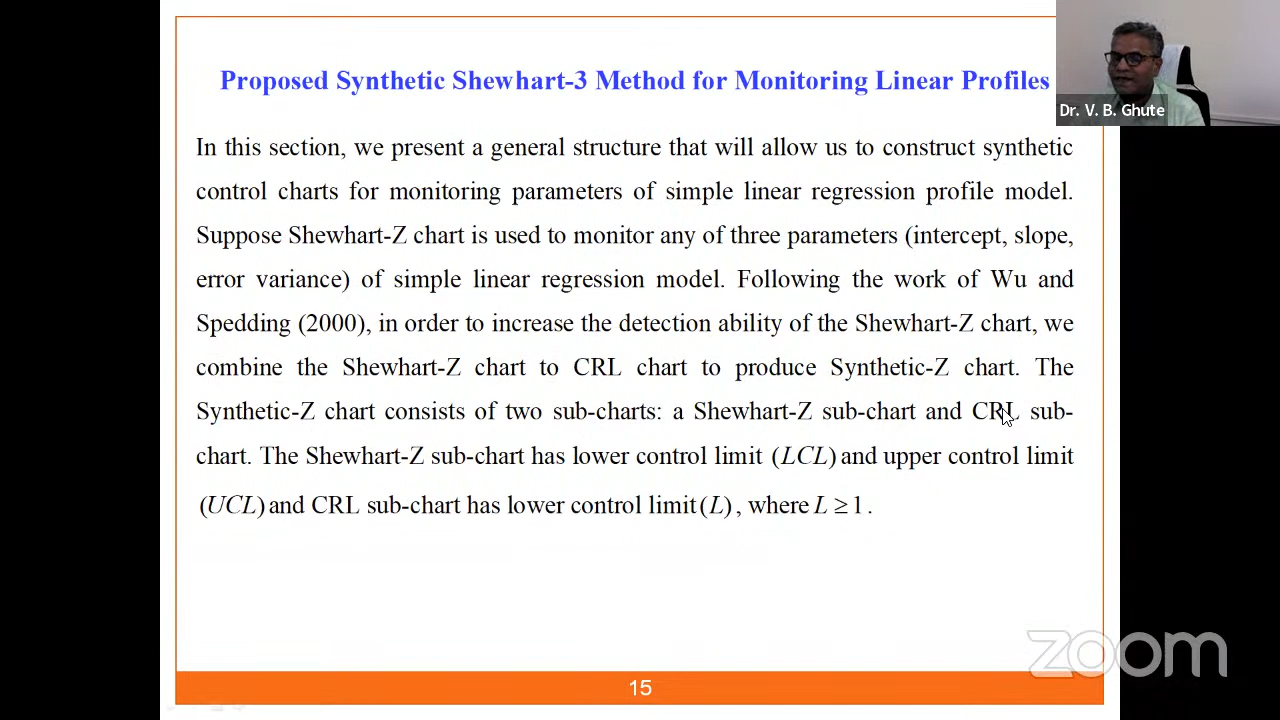 Proposed Synthetic Shewhart-3 Method for Monitoring Linear Profiles
Dr. V. B. Ghute
In this section, we present a general structure that will allow us to construct synthetic
control charts for monitoring parameters of simple linear regression profile model.
Suppose Shewhart-Z chart is used to monitor any of three parameters (intercept, slope,
error variance) of simple linear regression model. Following the work of Wu and
Spedding (2000), in order to increase the detection ability of the Shewhart-Z chart, we
combine the Shewhart-Z chart to CRL chart to produce Synthetic-Z chart. The
Synthetic-Z chart consists of two sub-charts: a Shewhart-Z sub-chart and CRL sub-
chart. The Shewhart-Z sub-chart has lower control limit (LCL) and upper control limit
(UCL) and CRL sub-chart has lower control limit (L), where L ≥ 1.
zoom
15